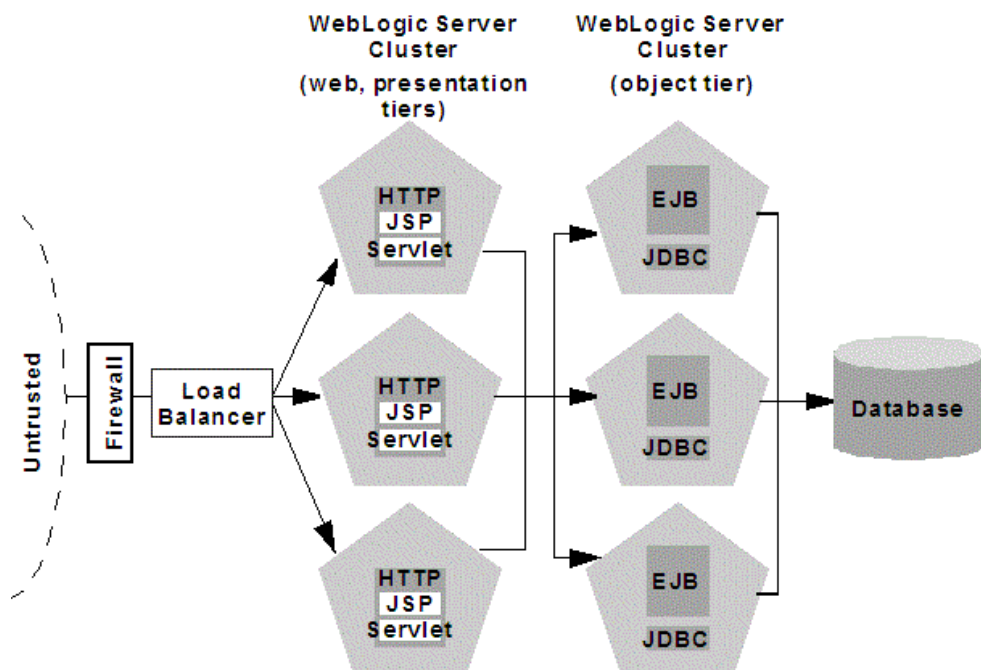 WebLogic Server
Cluster
(web, presentation
tiers)
WebLogic Server
Cluster
(object tier)
Untrusted
Firewall
Load
Balancer
HTTP
JSP
Servlet
HTTP
JSP
Servlet
HTTP
JSP
Servlet
EJB
JDBC
EJB
JDBC
EJB
JDBC
Database